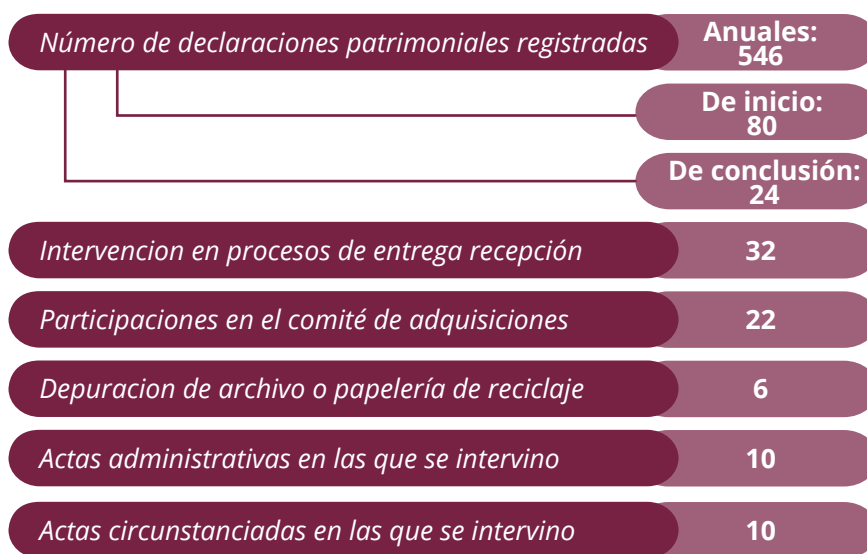 Número de declaraciones patrimoniales registradas
Anuales:
546
De inicio:
80
De conclusión:
24
Intervencion en procesos de entrega recepción
32
Participaciones en el comité de adquisiciones
22
Depuracion de archivo o papelería de reciclaje
6
Actas administrativas en las que se intervino
10
Actas circunstanciadas en las que se intervino
10